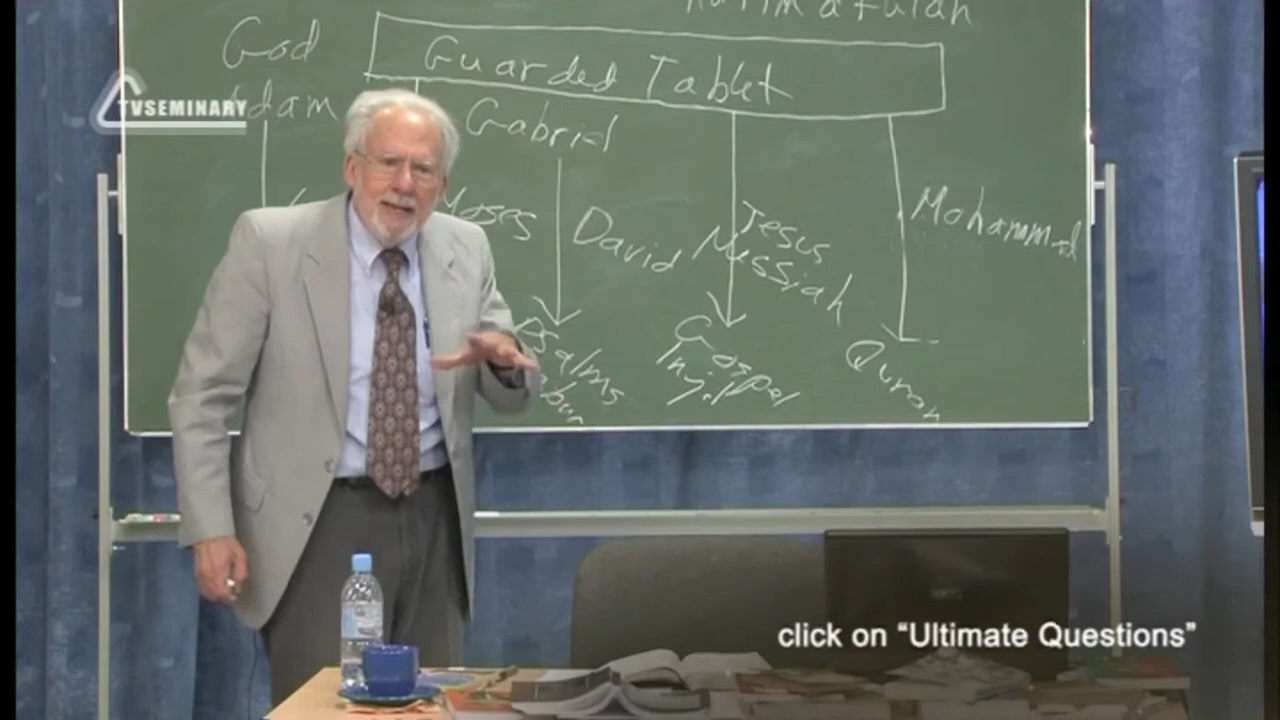 God
Guarded Tablet
TVSEMINARY
Adam
Gabriel
Moses
David
Jesus
Messiah
Mohammed
Psalms
Gospel
Injil
Quran
click on “Ultimate Questions”